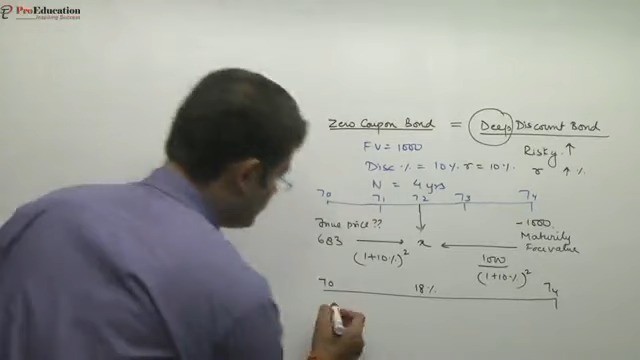 ProEducation
Inspiring Success
Zero Coupon Bond = Deep Discount Bond
FV = 1000
Risky ↑
Disc % = 10% r = 10%
r ↑ %
N = 4 yrs
T0 T1 T2 T3 T4
Issue price?? -1000
683 → x ← Maturity
Face value
(1+10%)² 1000
(1+10%)²
T0 18% T4